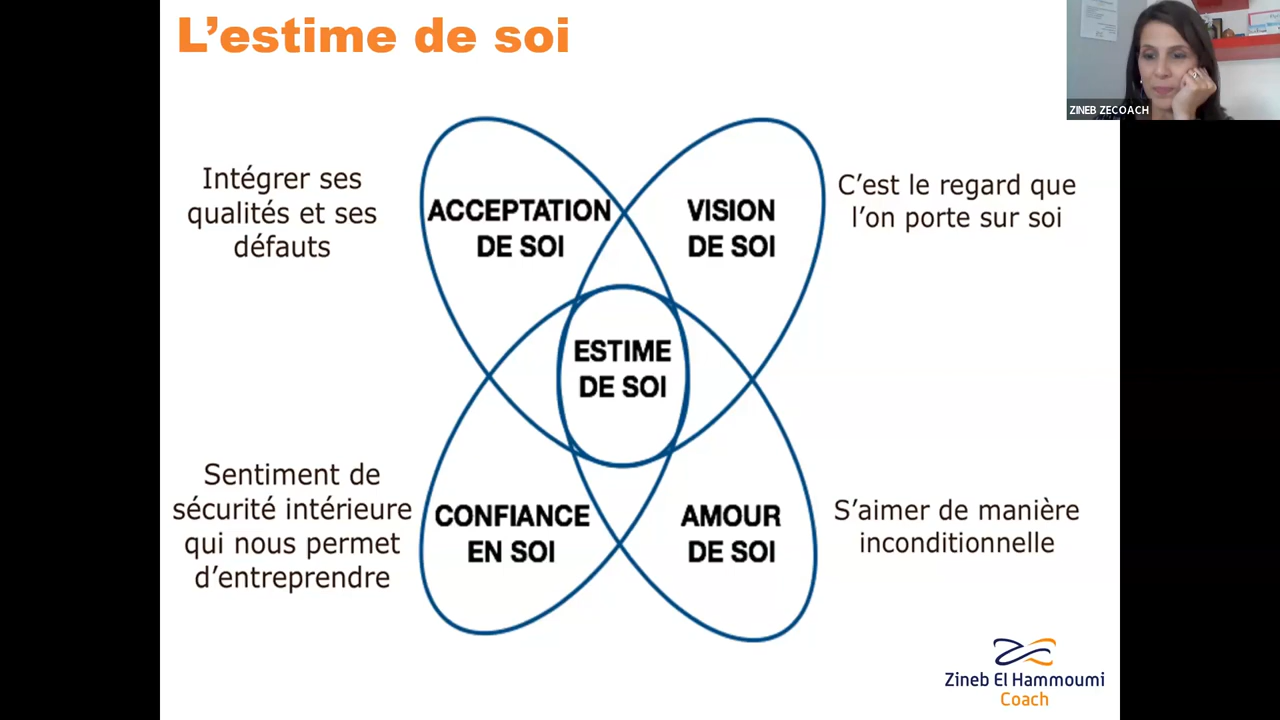 L’estime de soi
ZINEB ZECOACH
Intégrer ses
qualités et ses
défauts
ACCEPTATION
DE SOI
VISION
DE SOI
C’est le regard que
l’on porte sur soi
ESTIME
DE SOI
Sentiment de
sécurité intérieure
qui nous permet
d’entreprendre
CONFIANCE
EN SOI
AMOUR
DE SOI
S’aimer de manière
inconditionnelle
Zineb El Hammoumi
Coach